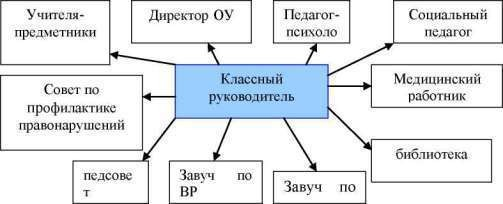 Учителя-
предметники
Директор ОУ
Педагог-
психоло
Социальный
педагог
Классный
руководитель
Совет по
профилактике
правонарушений
Медицинский
работник
педсове
т
Завуч по
ВР
Завуч по
библиотека